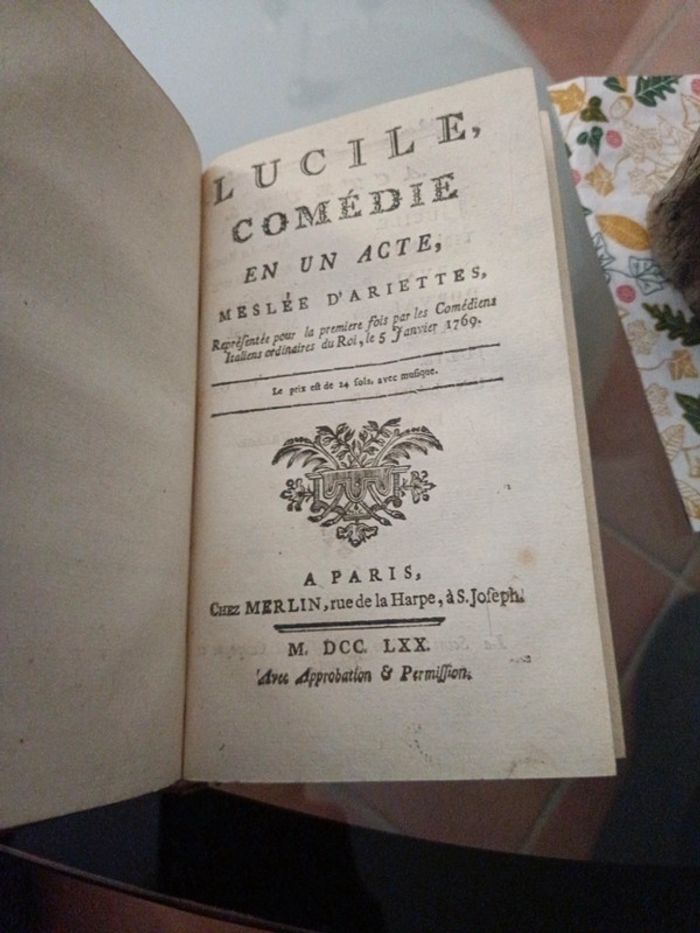 LUCILE,
COMÉDIE
EN UN ACTE,
MESLÉE D'ARIETTES,
Représentée pour la premiere fois par les Comédiens
Italiens ordinaires du Roi, le 5 Janvier 1769.
Le prix est de 24 sols, avec musique.
A PARIS,
CHEZ MERLIN, rue de la Harpe, à S. Joseph.
M. DCC. LXX.
Avec Approbation & Permission.